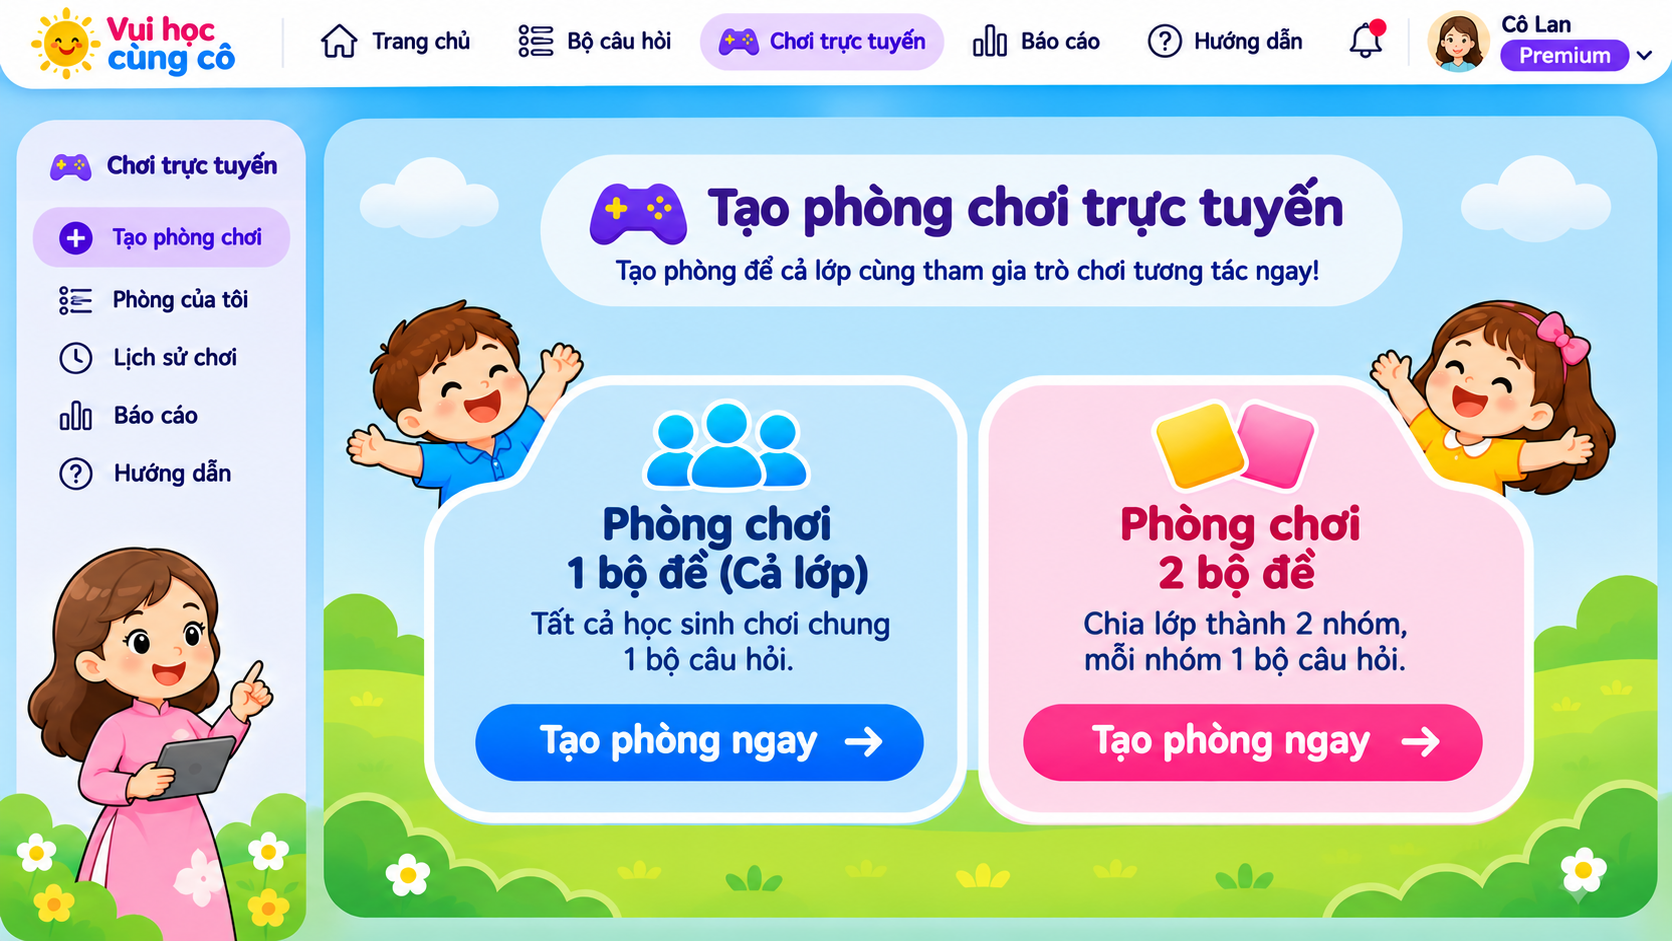 Vui học
cùng cô
Trang chủ
Bộ câu hỏi
Chơi trực tuyến
Báo cáo
Hướng dẫn
Cô Lan
Premium
Chơi trực tuyến
Tạo phòng chơi
Phòng của tôi
Lịch sử chơi
Báo cáo
Hướng dẫn
Tạo phòng chơi trực tuyến
Tạo phòng để cả lớp cùng tham gia trò chơi tương tác ngay!
Phòng chơi
1 bộ đề (Cả lớp)
Tất cả học sinh chơi chung
1 bộ câu hỏi.
Tạo phòng ngay
Phòng chơi
2 bộ đề
Chia lớp thành 2 nhóm,
mỗi nhóm 1 bộ câu hỏi.
Tạo phòng ngay